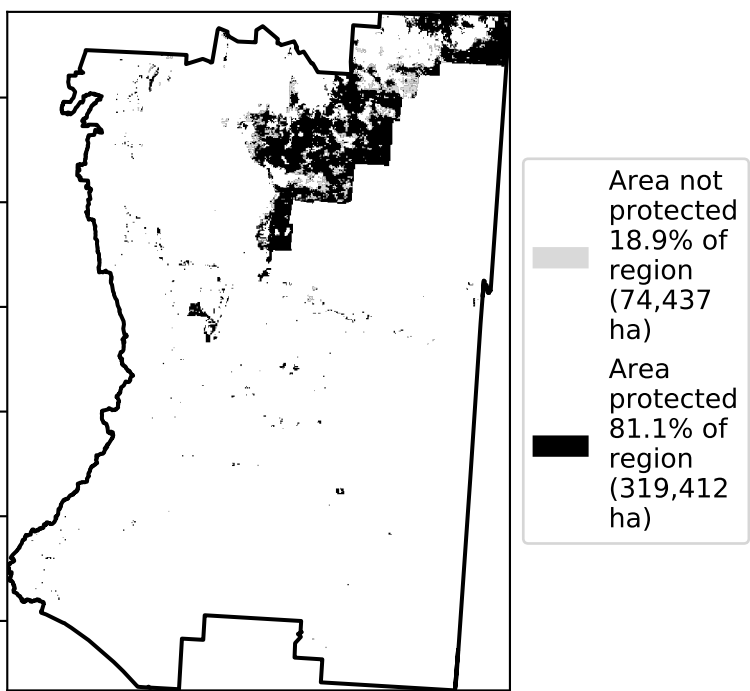 Area not
protected
18.9% of
region
(74,437
ha)
Area
protected
81.1% of
region
(319,412
ha)